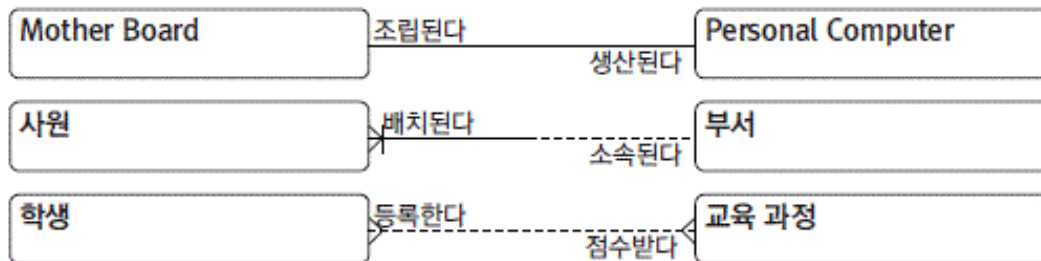 Mother Board 조립된다 Personal Computer
생산된다
사원 배치된다 부서
소속된다
학생 등록한다 교육 과정
점수받다